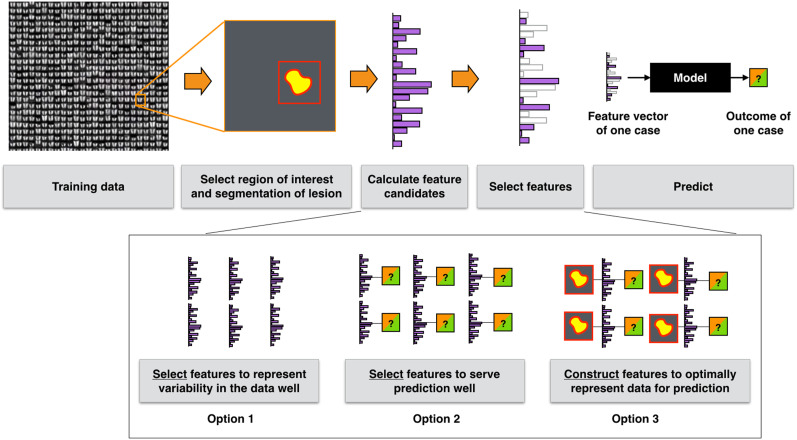 ?
Model
Feature vector
of one case
Outcome of
one case
Training data
Select region of interest
and segmentation of lesion
Calculate feature
candidates
Select features
Predict
? ? ?
? ? ?
? ?
? ?
Select features to represent
variability in the data well
Select features to serve
prediction well
Construct features to optimally
represent data for prediction
Option 1
Option 2
Option 3